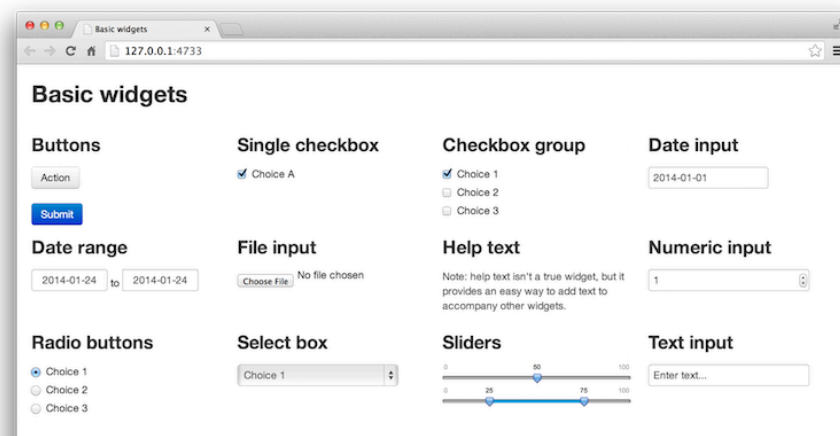 Basic widgets
127.0.0.1:4733
Basic widgets
Buttons
Action
Submit
Single checkbox
Choice A
Checkbox group
Choice 1
Choice 2
Choice 3
Date input
2014-01-01
Date range
2014-01-24 to 2014-01-24
File input
Choose File No file chosen
Help text
Note: help text isn't a true widget, but it
provides an easy way to add text to
accompany other widgets.
Numeric input
1
Radio buttons
Choice 1
Choice 2
Choice 3
Select box
Choice 1
Sliders
0 50 100
0 25 75 100
Text input
Enter text...